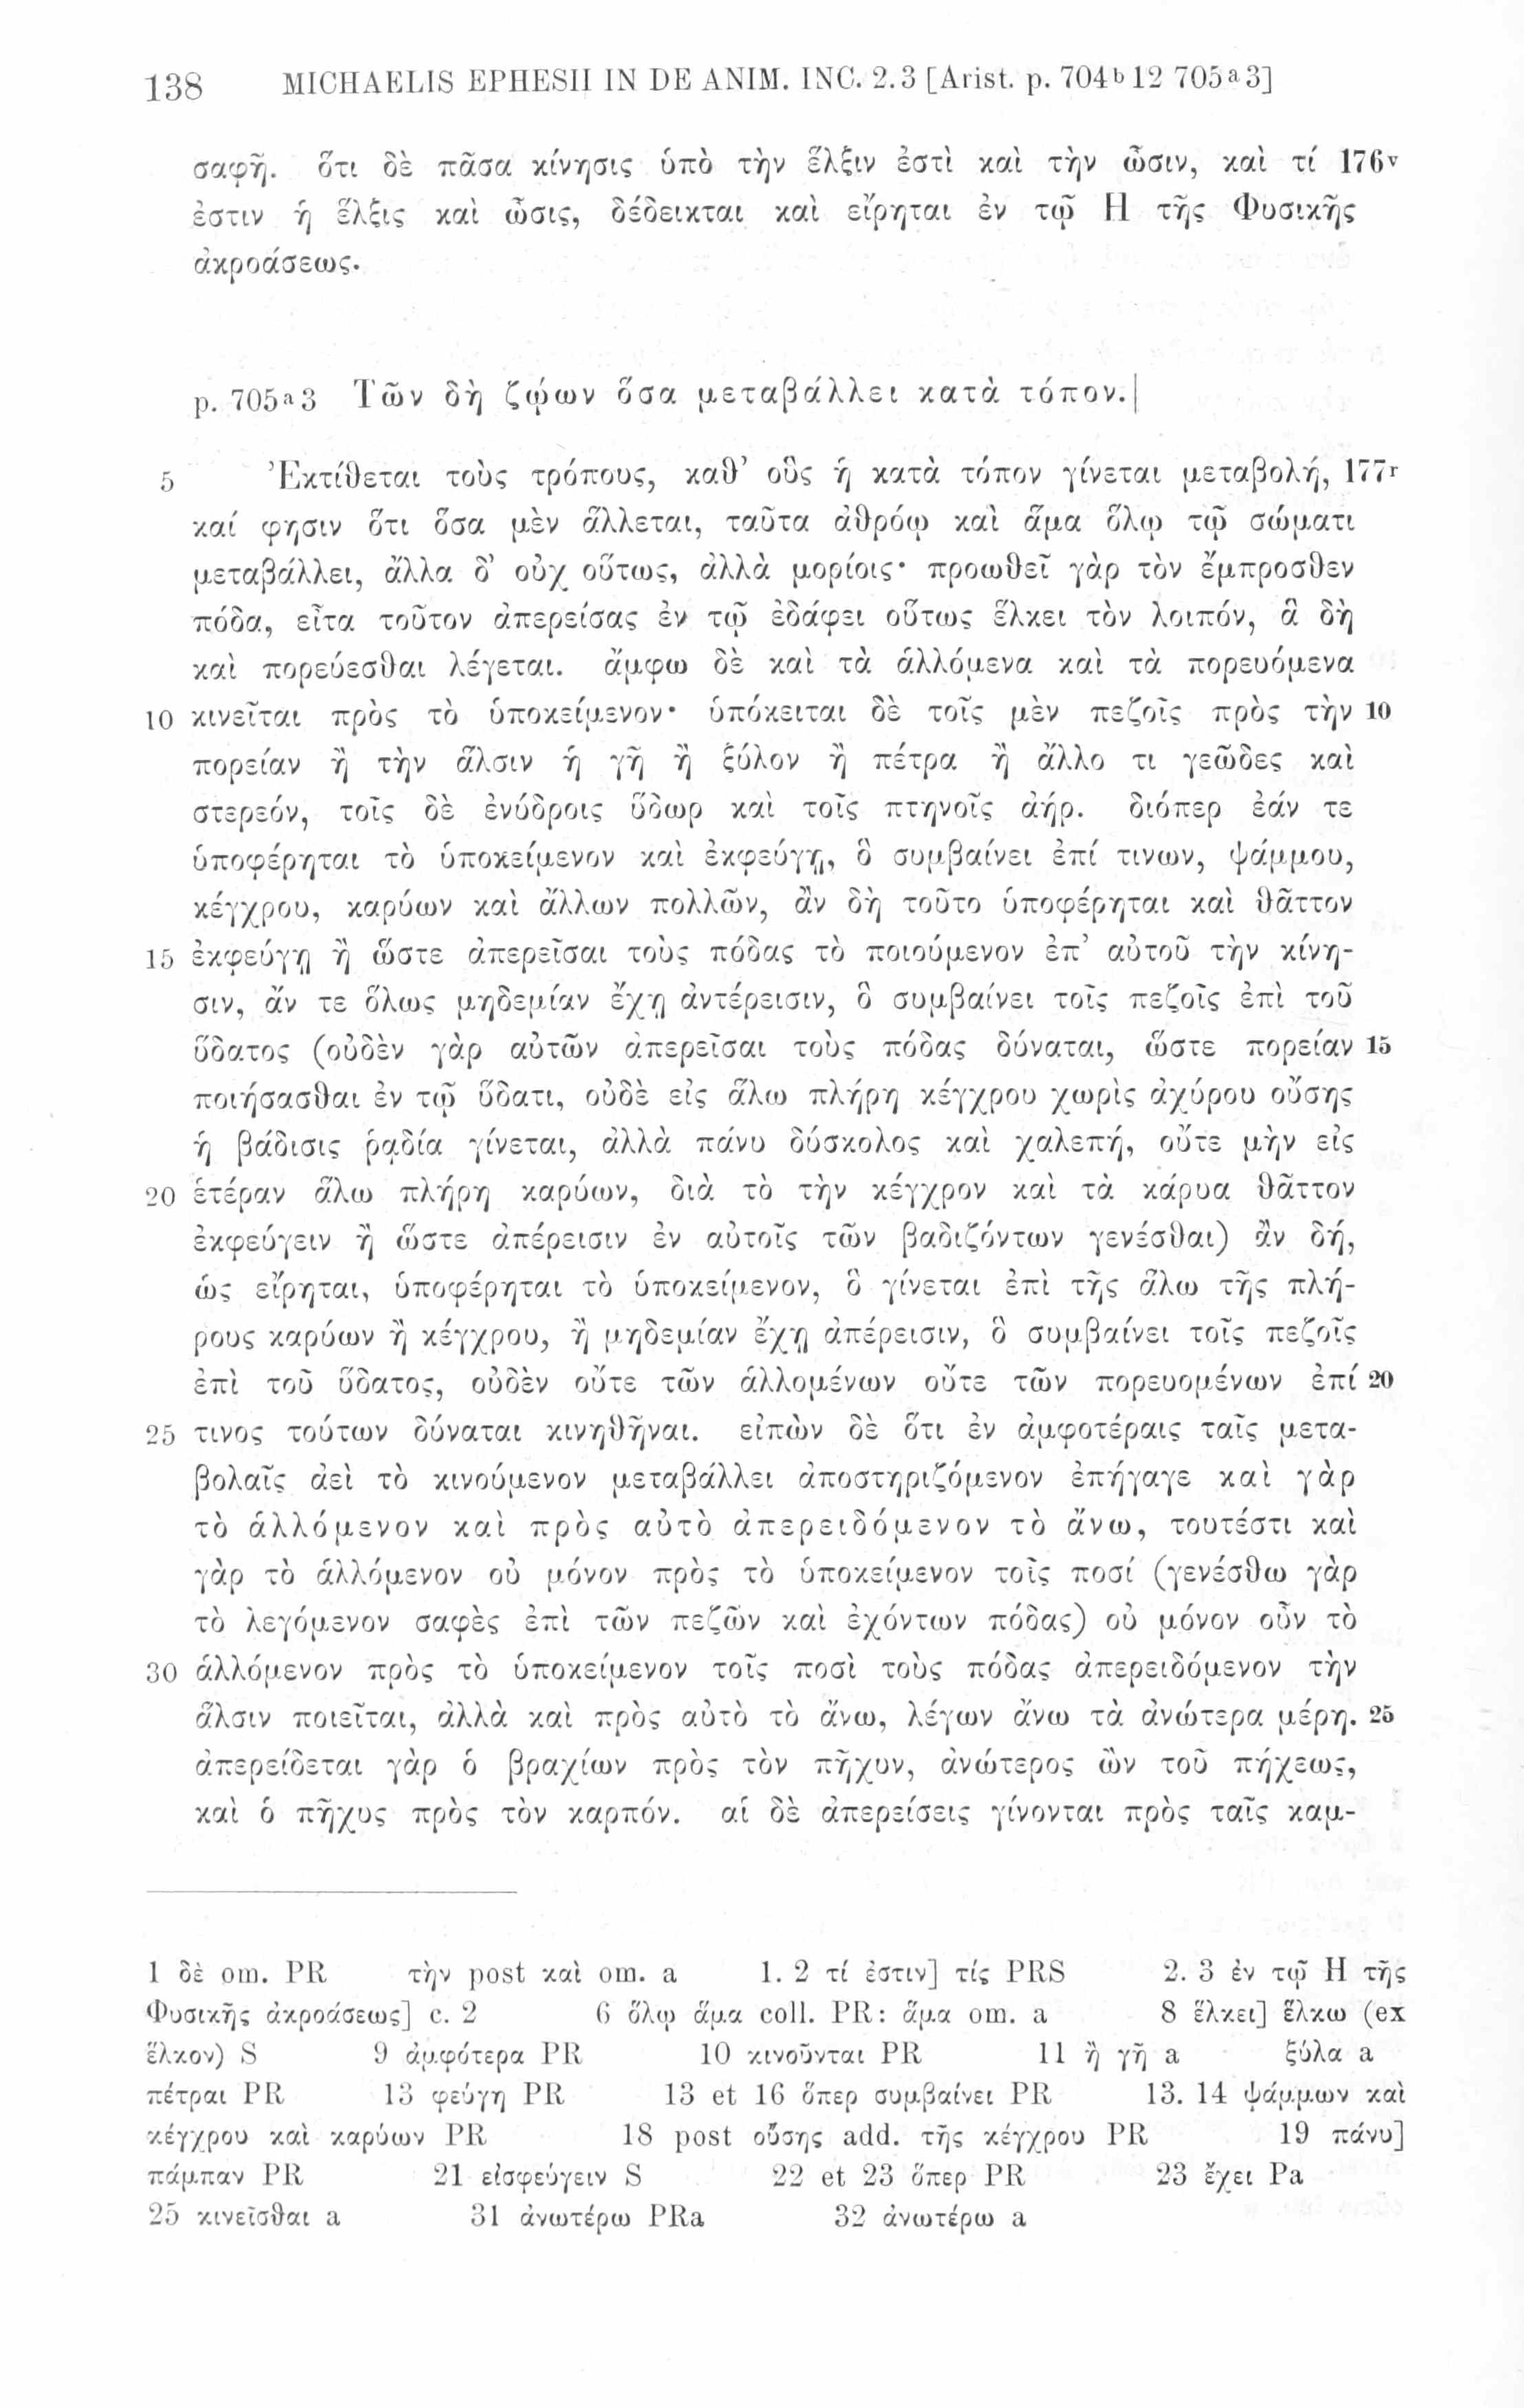 138 MICHAELIS EPHESII IN DE ANIM. INC. 2.3 [Arist. p. 704b 12 705a 3]
σαφῆ. ὅτι δὲ πᾶσα κίνησις ὑπὸ τὴν ἕλξιν ἐστὶ καὶ τὴν ὦσιν, καὶ τί 176v
ἐστιν ἡ ἕλξις καὶ ὦσις, δέδεικται καὶ εἴρηται ἐν τῷ Η τῆς Φυσικῆς
ἀκροάσεως.
p. 705a 3 Τῶν δὴ ζῴων ὅσα μεταβάλλει κατὰ τόπον.|
5 Ἐκτίθεται τοὺς τρόπους, καθ’ οὓς ἡ κατὰ τόπον γίνεται μεταβολή, 177r
καί φησιν ὅτι ὅσα μὲν ἅλλεται, ταῦτα ἀθρόῳ καὶ ἅμα ὅλῳ τῷ σώματι
μεταβάλλει, ἄλλα δ’ οὐχ οὕτως, ἀλλὰ μορίοις· προωθεῖ γὰρ τὸν ἔμπροσθεν
πόδα, εἶτα τοῦτον ἀπερείσας ἐν τῷ ἐδάφει οὕτως ἕλκει τὸν λοιπόν, ἃ δὴ
καὶ πορεύεσθαι λέγεται. ἄμφω δὲ καὶ τὰ ἁλλόμενα καὶ τὰ πορευόμενα
10 κινεῖται πρὸς τὸ ὑποκείμενον· ὑπόκειται δὲ τοῖς μὲν πεζοῖς πρὸς τὴν 10
πορείαν ἢ τὴν ἅλσιν ἡ γῆ ἢ ξύλον ἢ πέτρα ἢ ἄλλο τι γεῶδες καὶ
στερεόν, τοῖς δὲ ἐνύδροις ὕδωρ καὶ τοῖς πτηνοῖς ἀήρ. διόπερ ἐάν τε
ὑποφέρηται τὸ ὑποκείμενον καὶ ἐκφεύγῃ, ὃ συμβαίνει ἐπί τινων, ψάμμου,
κέγχρου, καρύων καὶ ἄλλων πολλῶν, ἂν δὴ τοῦτο ὑποφέρηται καὶ θᾶττον
15 ἐκφεύγῃ ἢ ὥστε ἀπερεῖσαι τοὺς πόδας τὸ ποιούμενον ἐπ’ αὐτοῦ τὴν κίνη-
σιν, ἄν τε ὅλως μηδεμίαν ἔχῃ ἀντέρεισιν, ὃ συμβαίνει τοῖς πεζοῖς ἐπὶ τοῦ
ὕδατος (οὐδὲν γὰρ αὐτῶν ἀπερεῖσαι τοὺς πόδας δύναται, ὥστε πορείαν 15
ποιήσασθαι ἐν τῷ ὕδατι, οὐδὲ εἰς ἅλω πλήρη κέγχρου χωρὶς ἀχύρου οὔσης
ἡ βάδισις ῥᾳδία γίνεται, ἀλλὰ πάνυ δύσκολος καὶ χαλεπή, οὔτε μὴν εἰς
20 ἑτέραν ἅλω πλήρη καρύων, διὰ τὸ τὴν κέγχρον καὶ τὰ κάρυα θᾶττον
ἐκφεύγειν ἢ ὥστε ἀπέρεισιν ἐν αὐτοῖς τῶν βαδιζόντων γενέσθαι) ἂν δή,
ὡς εἴρηται, ὑποφέρηται τὸ ὑποκείμενον, ὃ γίνεται ἐπὶ τῆς ἅλω τῆς πλή-
ρους καρύων ἢ κέγχρου, ἢ μηδεμίαν ἔχῃ ἀπέρεισιν, ὃ συμβαίνει τοῖς πεζοῖς
ἐπὶ τοῦ ὕδατος, οὐδὲν οὔτε τῶν ἁλλομένων οὔτε τῶν πορευομένων ἐπί 20
25 τινος τούτων δύναται κινηθῆναι. εἰπὼν δὲ ὅτι ἐν ἀμφοτέραις ταῖς μετα-
βολαῖς ἀεὶ τὸ κινούμενον μεταβάλλει ἀποστηριζόμενον ἐπήγαγε καὶ γὰρ
τὸ ἁλλόμενον καὶ πρὸς αὑτὸ ἀπερειδόμενον τὸ ἄνω, τουτέστι καὶ
γὰρ τὸ ἁλλόμενον οὐ μόνον πρὸς τὸ ὑποκείμενον τοῖς ποσί (γενέσθω γὰρ
τὸ λεγόμενον σαφὲς ἐπὶ τῶν πεζῶν καὶ ἐχόντων πόδας) οὐ μόνον οὖν τὸ
30 ἁλλόμενον πρὸς τὸ ὑποκείμενον τοῖς ποσὶ τοὺς πόδας ἀπερειδόμενον τὴν
ἅλσιν ποιεῖται, ἀλλὰ καὶ πρὸς αὑτὸ τὸ ἄνω, λέγων ἄνω τὰ ἀνώτερα μέρη. 25
ἀπερείδεται γὰρ ὁ βραχίων πρὸς τὸν πῆχυν, ἀνώτερος ὢν τοῦ πήχεως,
καὶ ὁ πῆχυς πρὸς τὸν καρπόν. αἱ δὲ ἀπερείσεις γίνονται πρὸς ταῖς καμ-
1 δὲ om. PR τὴν post καὶ om. a 1. 2 τί ἐστιν] τίς PRS 2. 3 ἐν τῷ Η τῆς
Φυσικῆς ἀκροάσεως] c. 2 6 ὅλῳ ἅμα coll. PR: ἅμα om. a 8 ἕλκει] ἕλκω (ex
ἕλκον) S 9 ἀμφότερα PR 10 κινοῦνται PR 11 ἢ γῆ a ξύλα a
πέτραι PR 13 φεύγη PR 13 et 16 ὅπερ συμβαίνει PR 13. 14 ψάμμων καὶ
κέγχρου καὶ καρύων PR 18 post οὔσης add. τῆς κέγχρου PR 19 πάνυ]
πάμπαν PR 21 εἰσφεύγειν S 22 et 23 ὅπερ PR 23 ἔχει Pa
25 κινεῖσθαι a 31 ἀνωτέρω PRa 32 ἀνωτέρω a